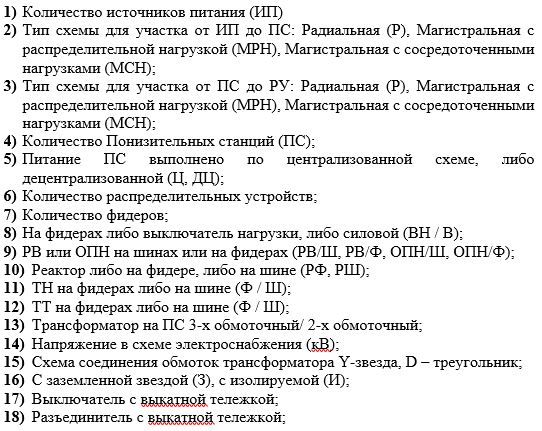 1) Количество источников питания (ИП)
2) Тип схемы для участка от ИП до ПС: Радиальная (Р), Магистральная с
распределительной нагрузкой (МРН), Магистральная с сосредоточенными
нагрузками (МСН);
3) Тип схемы для участка от ПС до РУ: Радиальная (Р), Магистральная с
распределительной нагрузкой (МРН), Магистральная с сосредоточенными
нагрузками (МСН);
4) Количество Понизительных станций (ПС);
5) Питание ПС выполнено по централизованной схеме, либо
децентрализованной (Ц, ДЦ);
6) Количество распределительных устройств;
7) Количество фидеров;
8) На фидерах либо выключатель нагрузки, либо силовой (ВН / В);
9) РВ или ОПН на шинах или на фидерах (РВ/Ш, РВ/Ф, ОПН/Ш, ОПН/Ф);
10) Реактор либо на фидере, либо на шине (РФ, РШ);
11) ТН на фидерах либо на шине (Ф / Ш);
12) ТТ на фидерах либо на шине (Ф / Ш);
13) Трансформатор на ПС 3-х обмоточный/ 2-х обмоточный;
14) Напряжение в схеме электроснабжения (кВ);
15) Схема соединения обмоток трансформатора Y-звезда, D – треугольник;
16) С заземленной звездой (З), с изолируемой (И);
17) Выключатель с выкатной тележкой;
18) Разъединитель с выкатной тележкой;